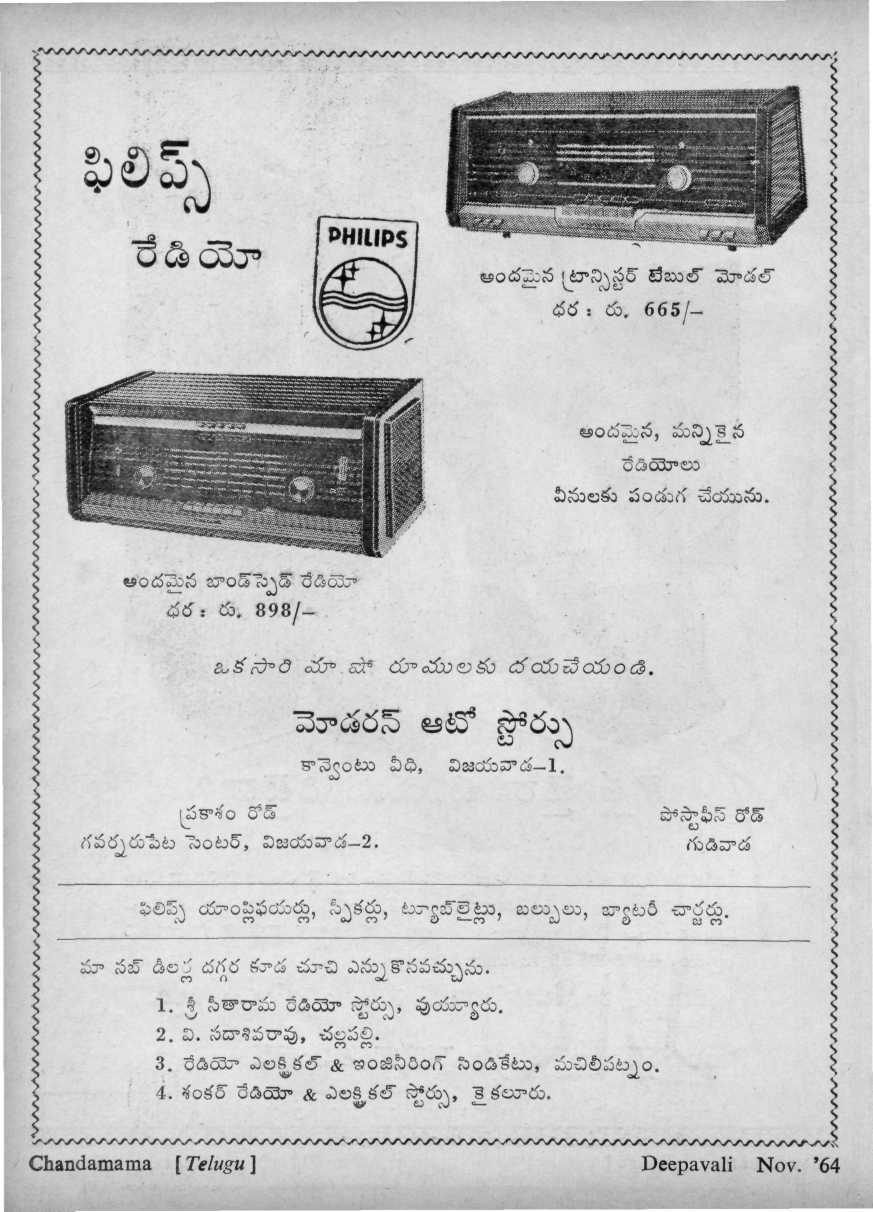 ఫిలిప్స్
రేడియో
PHILIPS
అందమైన ట్రాన్సిస్టర్ టేబుల్ మోడల్
ధర : రు. 665/–
అందమైన, మన్నికైన
రేడియోలు
వీనులకు పండుగ చేయును.
అందమైన బాండ్‌స్ప్రెడ్ రేడియో
ధర : రు. 898/–
ఒకసారి మా షో రూములకు దయచేయండి.
మోడరన్ ఆటో స్టోర్సు
కాన్వెంటు వీధి, విజయవాడ–1.
ప్రకాశం రోడ్
గవర్నరుపేట సెంటర్, విజయవాడ–2.
పోస్టాఫీస్ రోడ్
గుడివాడ
ఫిలిప్స్ యాంప్లిఫయర్లు, స్పీకర్లు, ట్యూబ్‌లైట్లు, బల్బులు, బ్యాటరీ చార్జర్లు.
మా సబ్ డీలర్ల దగ్గర కూడ చూచి ఎన్నుకొనవచ్చును.
1. శ్రీ సీతారామ రేడియో స్టోర్సు, వుయ్యూరు.
2. వి. సదాశివరావు, చల్లపల్లి.
3. రేడియో ఎలక్ట్రికల్ & ఇంజినీరింగ్ సిండికేటు, మచిలీపట్నం.
4. శంకర్ రేడియో & ఎలక్ట్రికల్ స్టోర్సు, కైకలూరు.
Chandamama [Telugu]
Deepavali Nov. '64